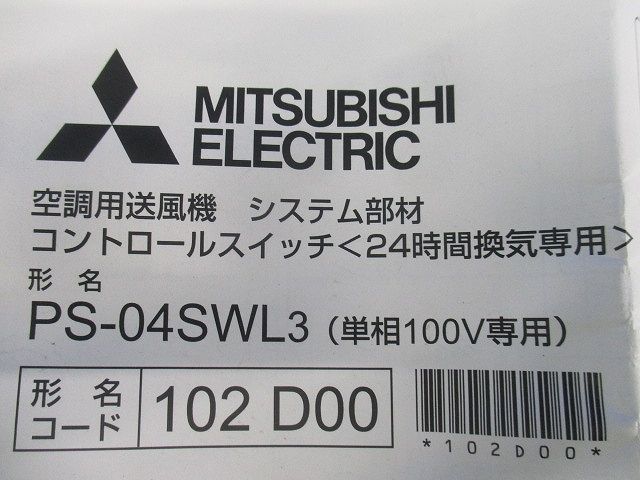 MITSUBISHI
ELECTRIC
空調用送風機 システム部材
コントロールスイッチ<24時間換気専用>
形名
PS-04SWL3（単相100V専用）
形名
コード
102 D00
*102D00*